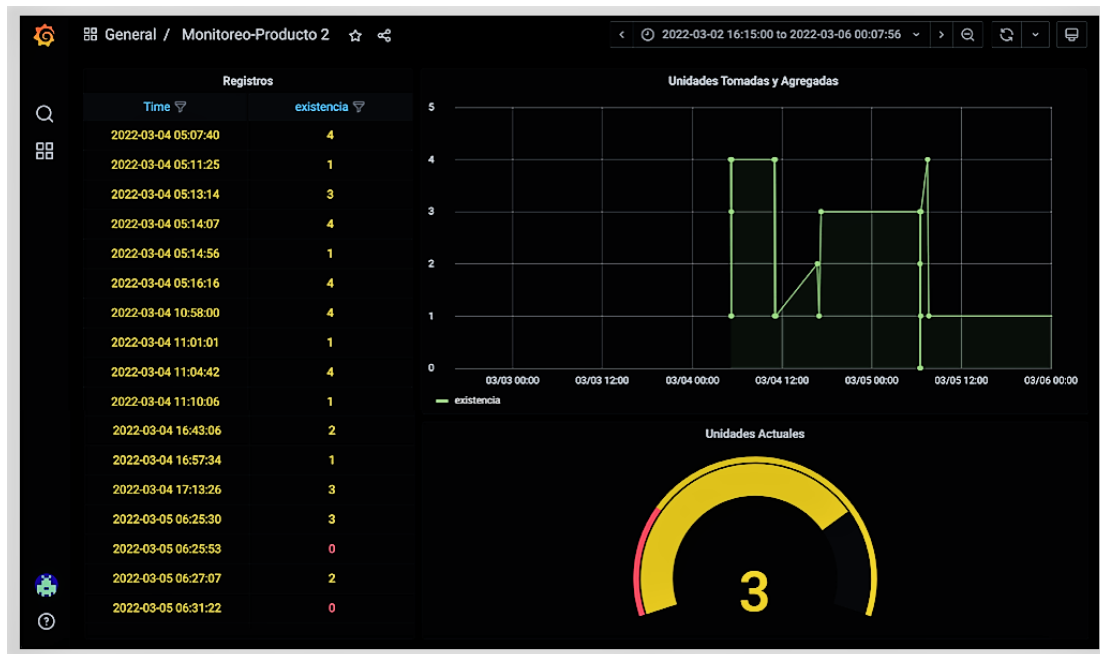 General / Monitoreo-Producto 2
2022-03-02 16:15:00 to 2022-03-06 00:07:56
Registros
Time existencia
2022-03-04 05:07:40 4
2022-03-04 05:11:25 1
2022-03-04 05:13:14 3
2022-03-04 05:14:07 4
2022-03-04 05:14:56 1
2022-03-04 05:16:16 4
2022-03-04 10:58:00 4
2022-03-04 11:01:01 1
2022-03-04 11:04:42 4
2022-03-04 11:10:06 1
2022-03-04 16:43:06 2
2022-03-04 16:57:34 1
2022-03-04 17:13:26 3
2022-03-05 06:25:30 3
2022-03-05 06:25:53 0
2022-03-05 06:27:07 2
2022-03-05 06:31:22 0
Unidades Tomadas y Agregadas
5
4
3
2
1
0
03/03 00:00 03/03 12:00 03/04 00:00 03/04 12:00 03/05 00:00 03/05 12:00 03/06 00:00
existencia
Unidades Actuales
3